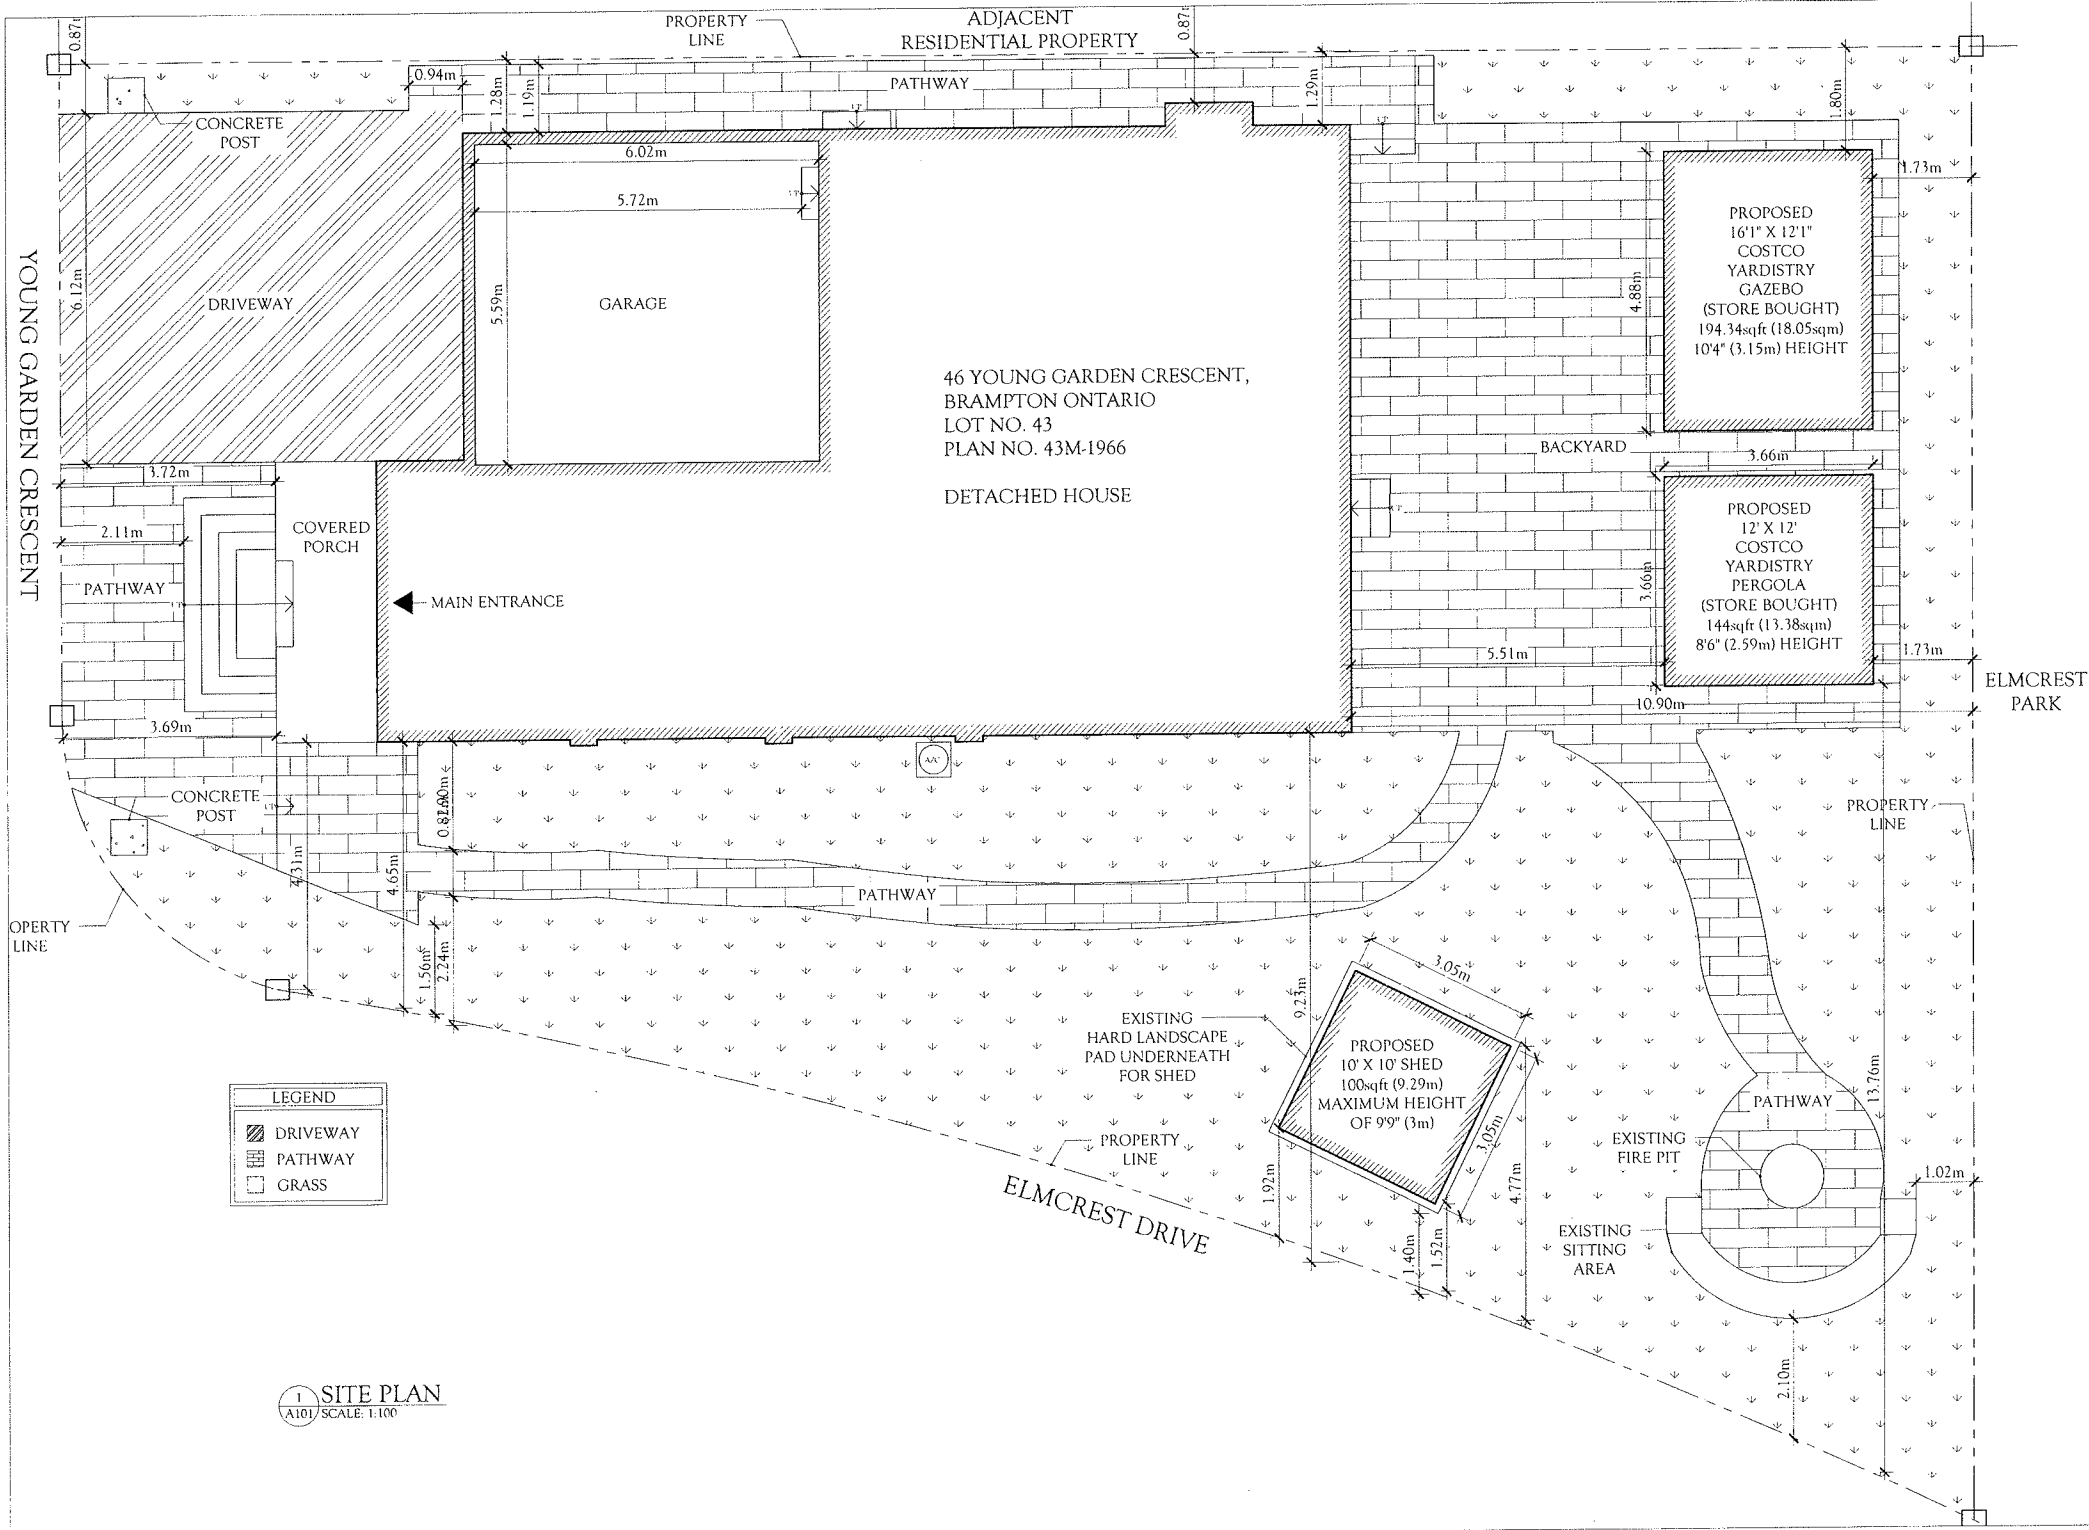 PROPERTY
LINE
ADJACENT
RESIDENTIAL PROPERTY
0.87
0.87
0.94m
1.28m
1.19m
PATHWAY
1.29m
1.80m
CONCRETE
POST
6.02m
5.72m
1.73m
6.12m
DRIVEWAY
5.59m
GARAGE
4.88m
PROPOSED
16'1" X 12'1"
COSTCO
YARDISTRY
GAZEBO
(STORE BOUGHT)
194.34sqft (18.05sqm)
10'4" (3.15m) HEIGHT
YOUNG GARDEN CRESCENT
46 YOUNG GARDEN CRESCENT,
BRAMPTON ONTARIO
LOT NO. 43
PLAN NO. 43M-1966
DETACHED HOUSE
BACKYARD
3.66m
3.72m
2.11m
COVERED
PORCH
PATHWAY
MAIN ENTRANCE
3.66m
PROPOSED
12' X 12'
COSTCO
YARDISTRY
PERGOLA
(STORE BOUGHT)
144sqft (13.38sqm)
8'6" (2.59m) HEIGHT
5.51m
1.73m
10.90m
ELMCREST
PARK
3.69m
A/C
CONCRETE
POST
PROPERTY
LINE
4.31m
4.65m
PATHWAY
OPERTY
LINE
1.56m
2.24m
9.23m
3.05m
EXISTING
HARD LANDSCAPE
PAD UNDERNEATH
FOR SHED
PROPOSED
10' X 10' SHED
100sqft (9.29m)
MAXIMUM HEIGHT
OF 9'9" (3m)
3.05m
4.77m
13.76m
PATHWAY
EXISTING
FIRE PIT
1.02m
PROPERTY
LINE
1.92m
ELMCREST DRIVE
1.40m
1.52m
EXISTING
SITTING
AREA
2.10m
LEGEND
DRIVEWAY
PATHWAY
GRASS
1
A101
SITE PLAN
SCALE: 1:100